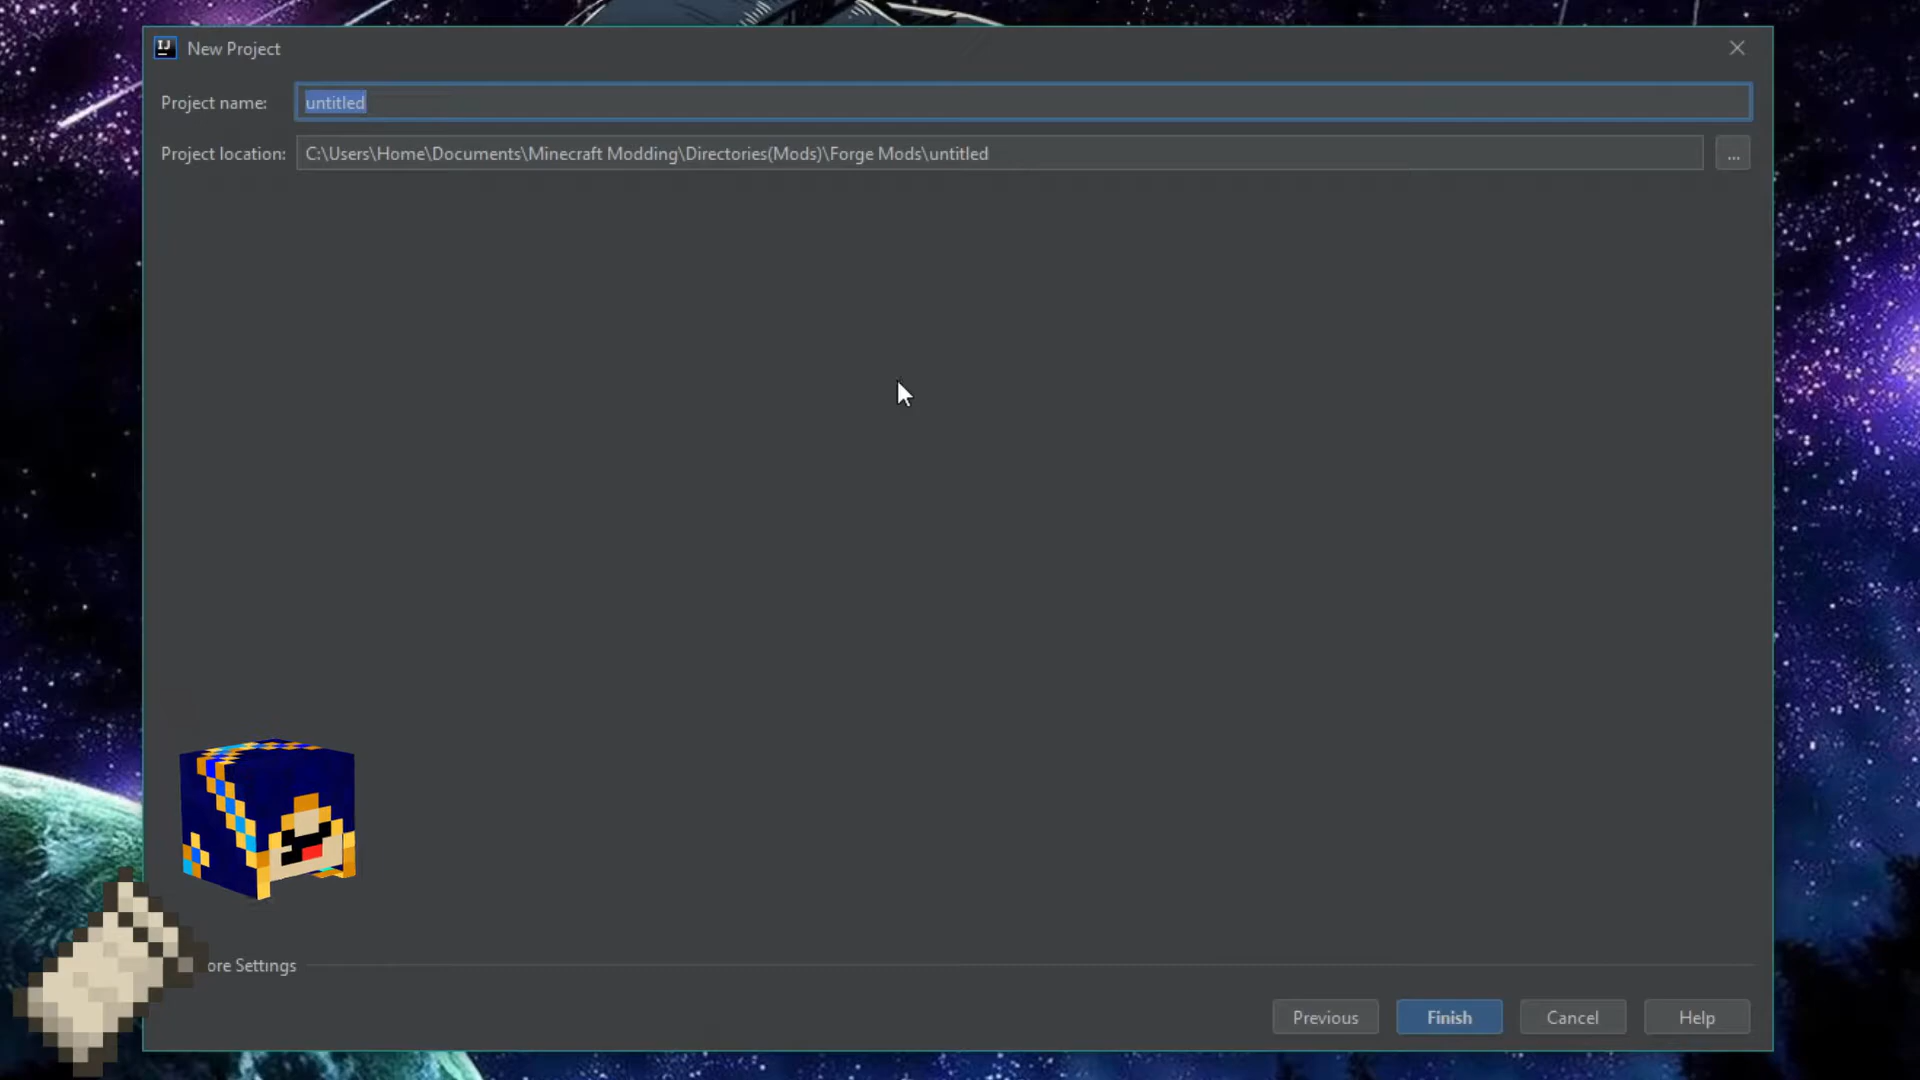 IJ
New Project
Project name:
untitled
Project location:
C:\Users\Home\Documents\Minecraft Modding\Directories(Mods)\Forge Mods\untitled
...
ore Settings
Previous
Finish
Cancel
Help